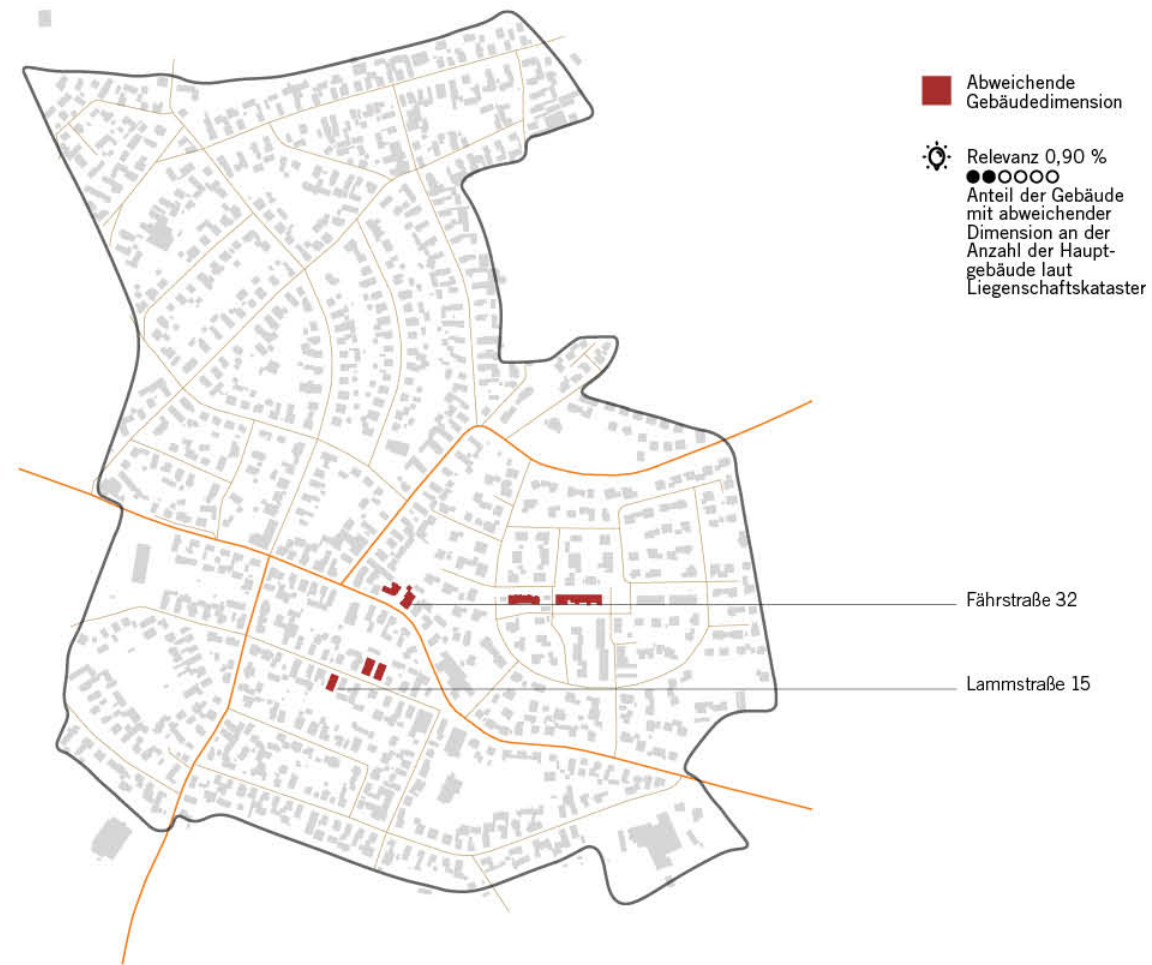 Abweichende
Gebäudedimension
Relevanz 0,90 %
Anteil der Gebäude
mit abweichender
Dimension an der
Anzahl der Haupt-
gebäude laut
Liegenschaftskataster
Fährstraße 32
Lammstraße 15